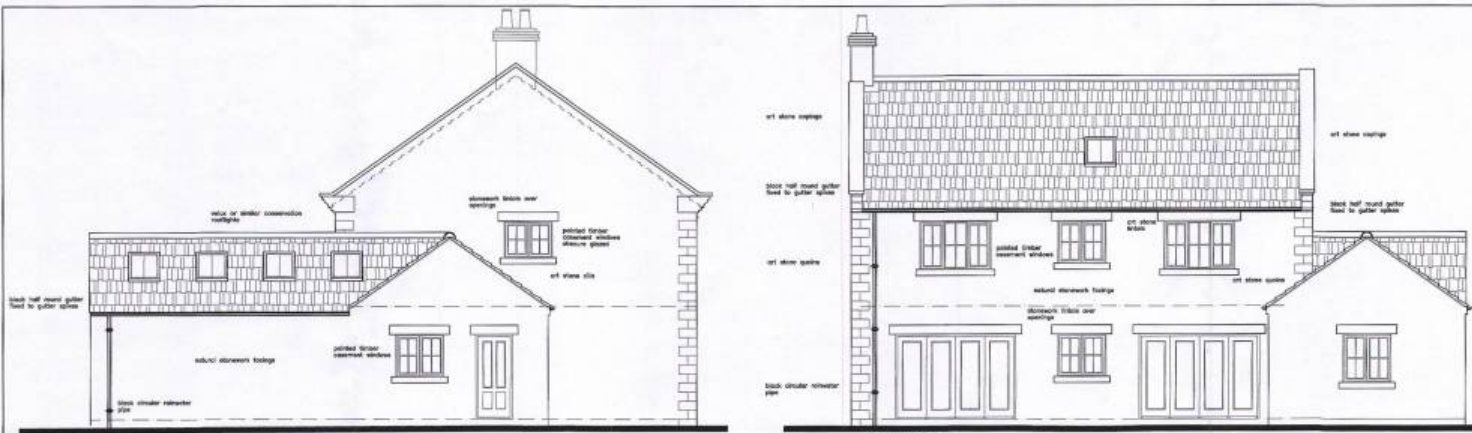 velux or similar conservation
rooflights
stonework lintols over
openings
painted timber
casement windows
obscure glazed
art stone cills
black half round gutter
fixed to gutter spikes
natural stonework facings
painted timber
casement windows
black circular rainwater
pipe
art stone copings
black half round gutter
fixed to gutter spikes
art stone quoins
black circular rainwater
pipe
painted timber
casement windows
art stone
lintols
natural stonework facings
stonework lintols over
openings
art stone quoins
art stone copings
black half round gutter
fixed to gutter spikes